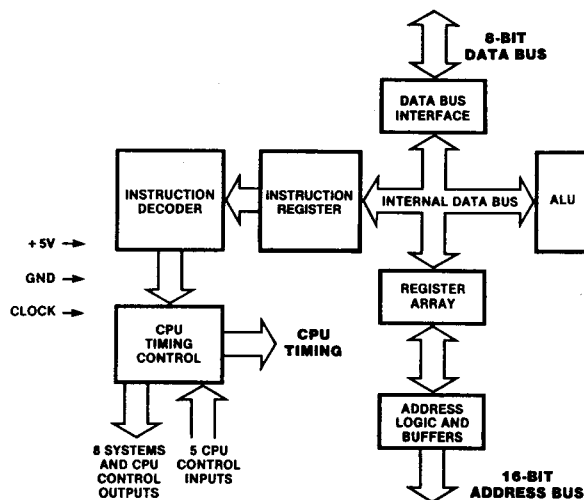 8-BIT
DATA BUS
DATA BUS
INTERFACE
INSTRUCTION
DECODER
INSTRUCTION
REGISTER
INTERNAL DATA BUS
ALU
+5V
GND
CLOCK
REGISTER
ARRAY
CPU
TIMING
CONTROL
CPU
TIMING
ADDRESS
LOGIC AND
BUFFERS
8 SYSTEMS
AND CPU
CONTROL
OUTPUTS
5 CPU
CONTROL
INPUTS
16-BIT
ADDRESS BUS